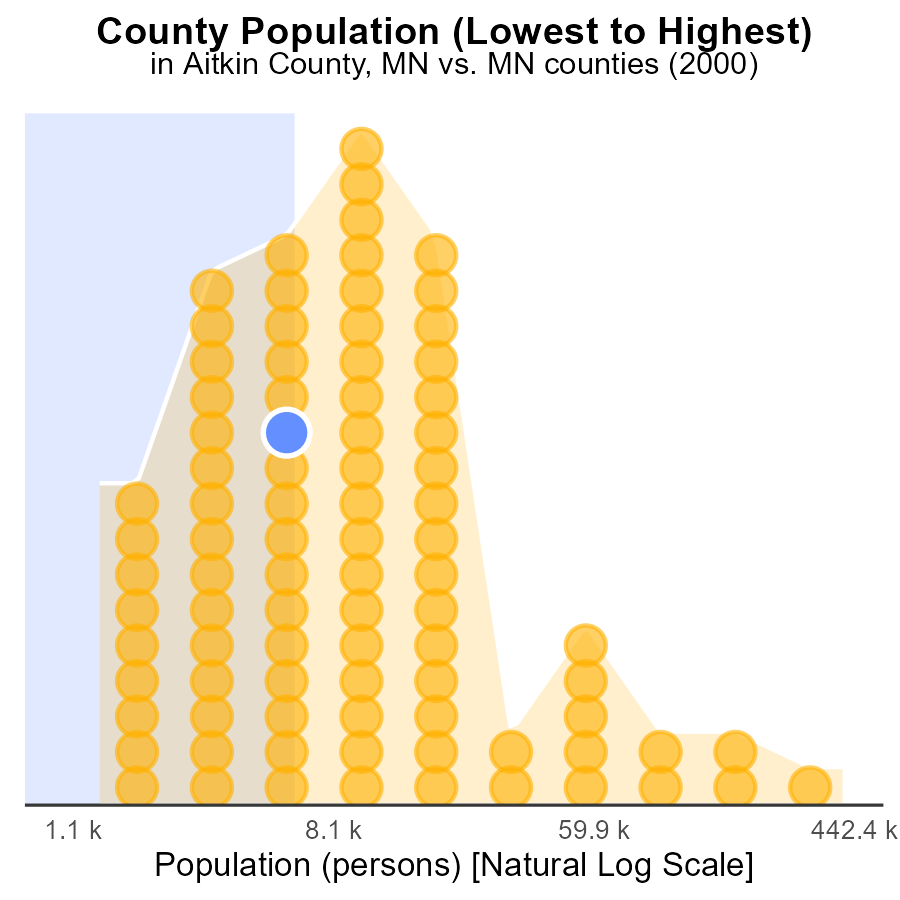 County Population (Lowest to Highest)
in Aitkin County, MN vs. MN counties (2000)
1.1 k 8.1 k 59.9 k 442.4 k
Population (persons) [Natural Log Scale]